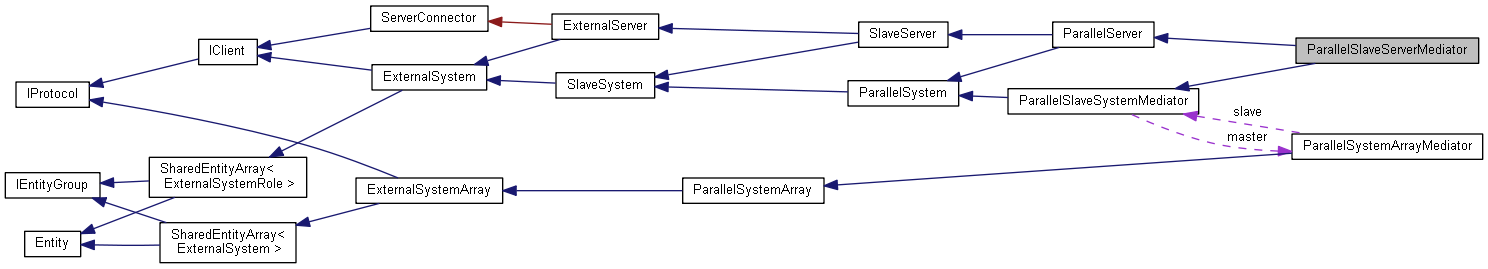 ServerConnector
ExternalServer
SlaveServer
ParallelServer
ParallelSlaveServerMediator
IClient
ExternalSystem
SlaveSystem
ParallelSystem
ParallelSlaveSystemMediator
IProtocol
slave
master
ParallelSystemArrayMediator
IEntityGroup
SharedEntityArray<
ExternalSystemRole >
ExternalSystemArray
ParallelSystemArray
Entity
SharedEntityArray<
ExternalSystem >